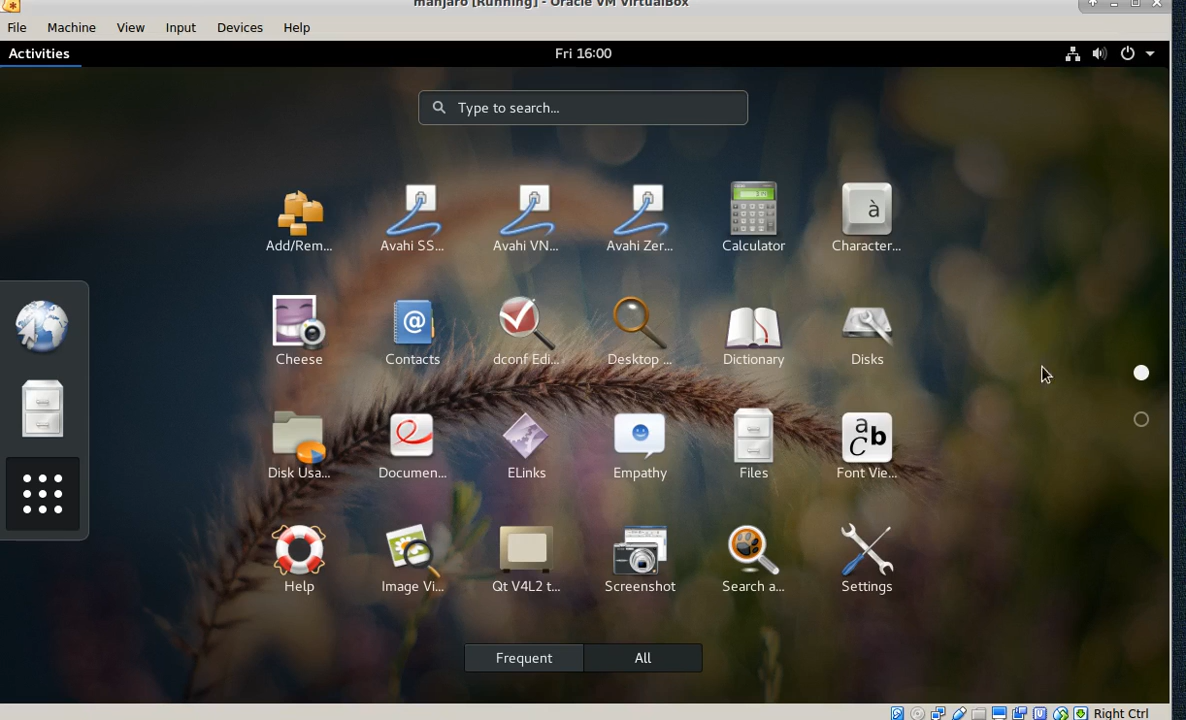 manjaro [Running] - Oracle VM VirtualBox
File Machine View Input Devices Help
Activities Fri 16:00
Type to search...
à
Add/Rem... Avahi SS... Avahi VN... Avahi Zer... Calculator Character...
@
Cheese Contacts dconf Edi... Desktop ... Dictionary Disks
a b
c
Disk Usa... Documen... ELinks Empathy Files Font Vie...
Help Image Vi... Qt V4L2 t... Screenshot Search a... Settings
Frequent All
Right Ctrl